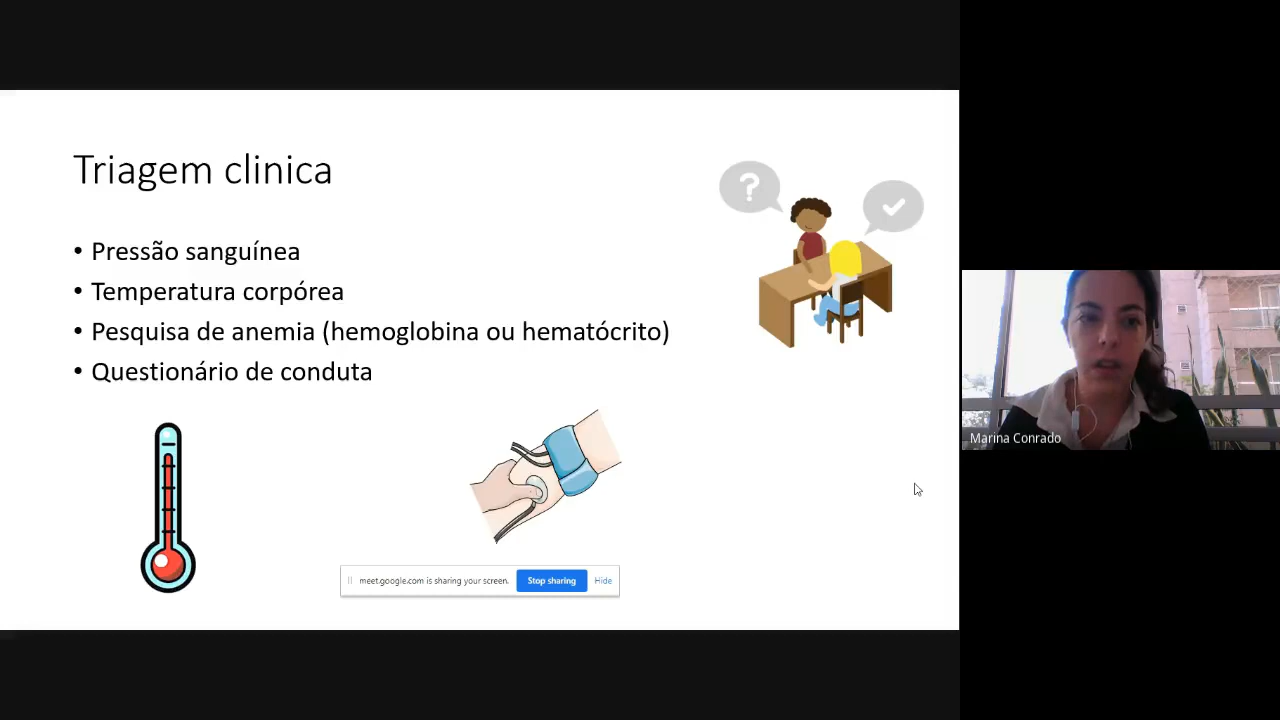 Triagem clinica
• Pressão sanguínea
• Temperatura corpórea
• Pesquisa de anemia (hemoglobina ou hematócrito)
• Questionário de conduta
?
Marina Conrado
meet.google.com is sharing your screen. Stop sharing Hide